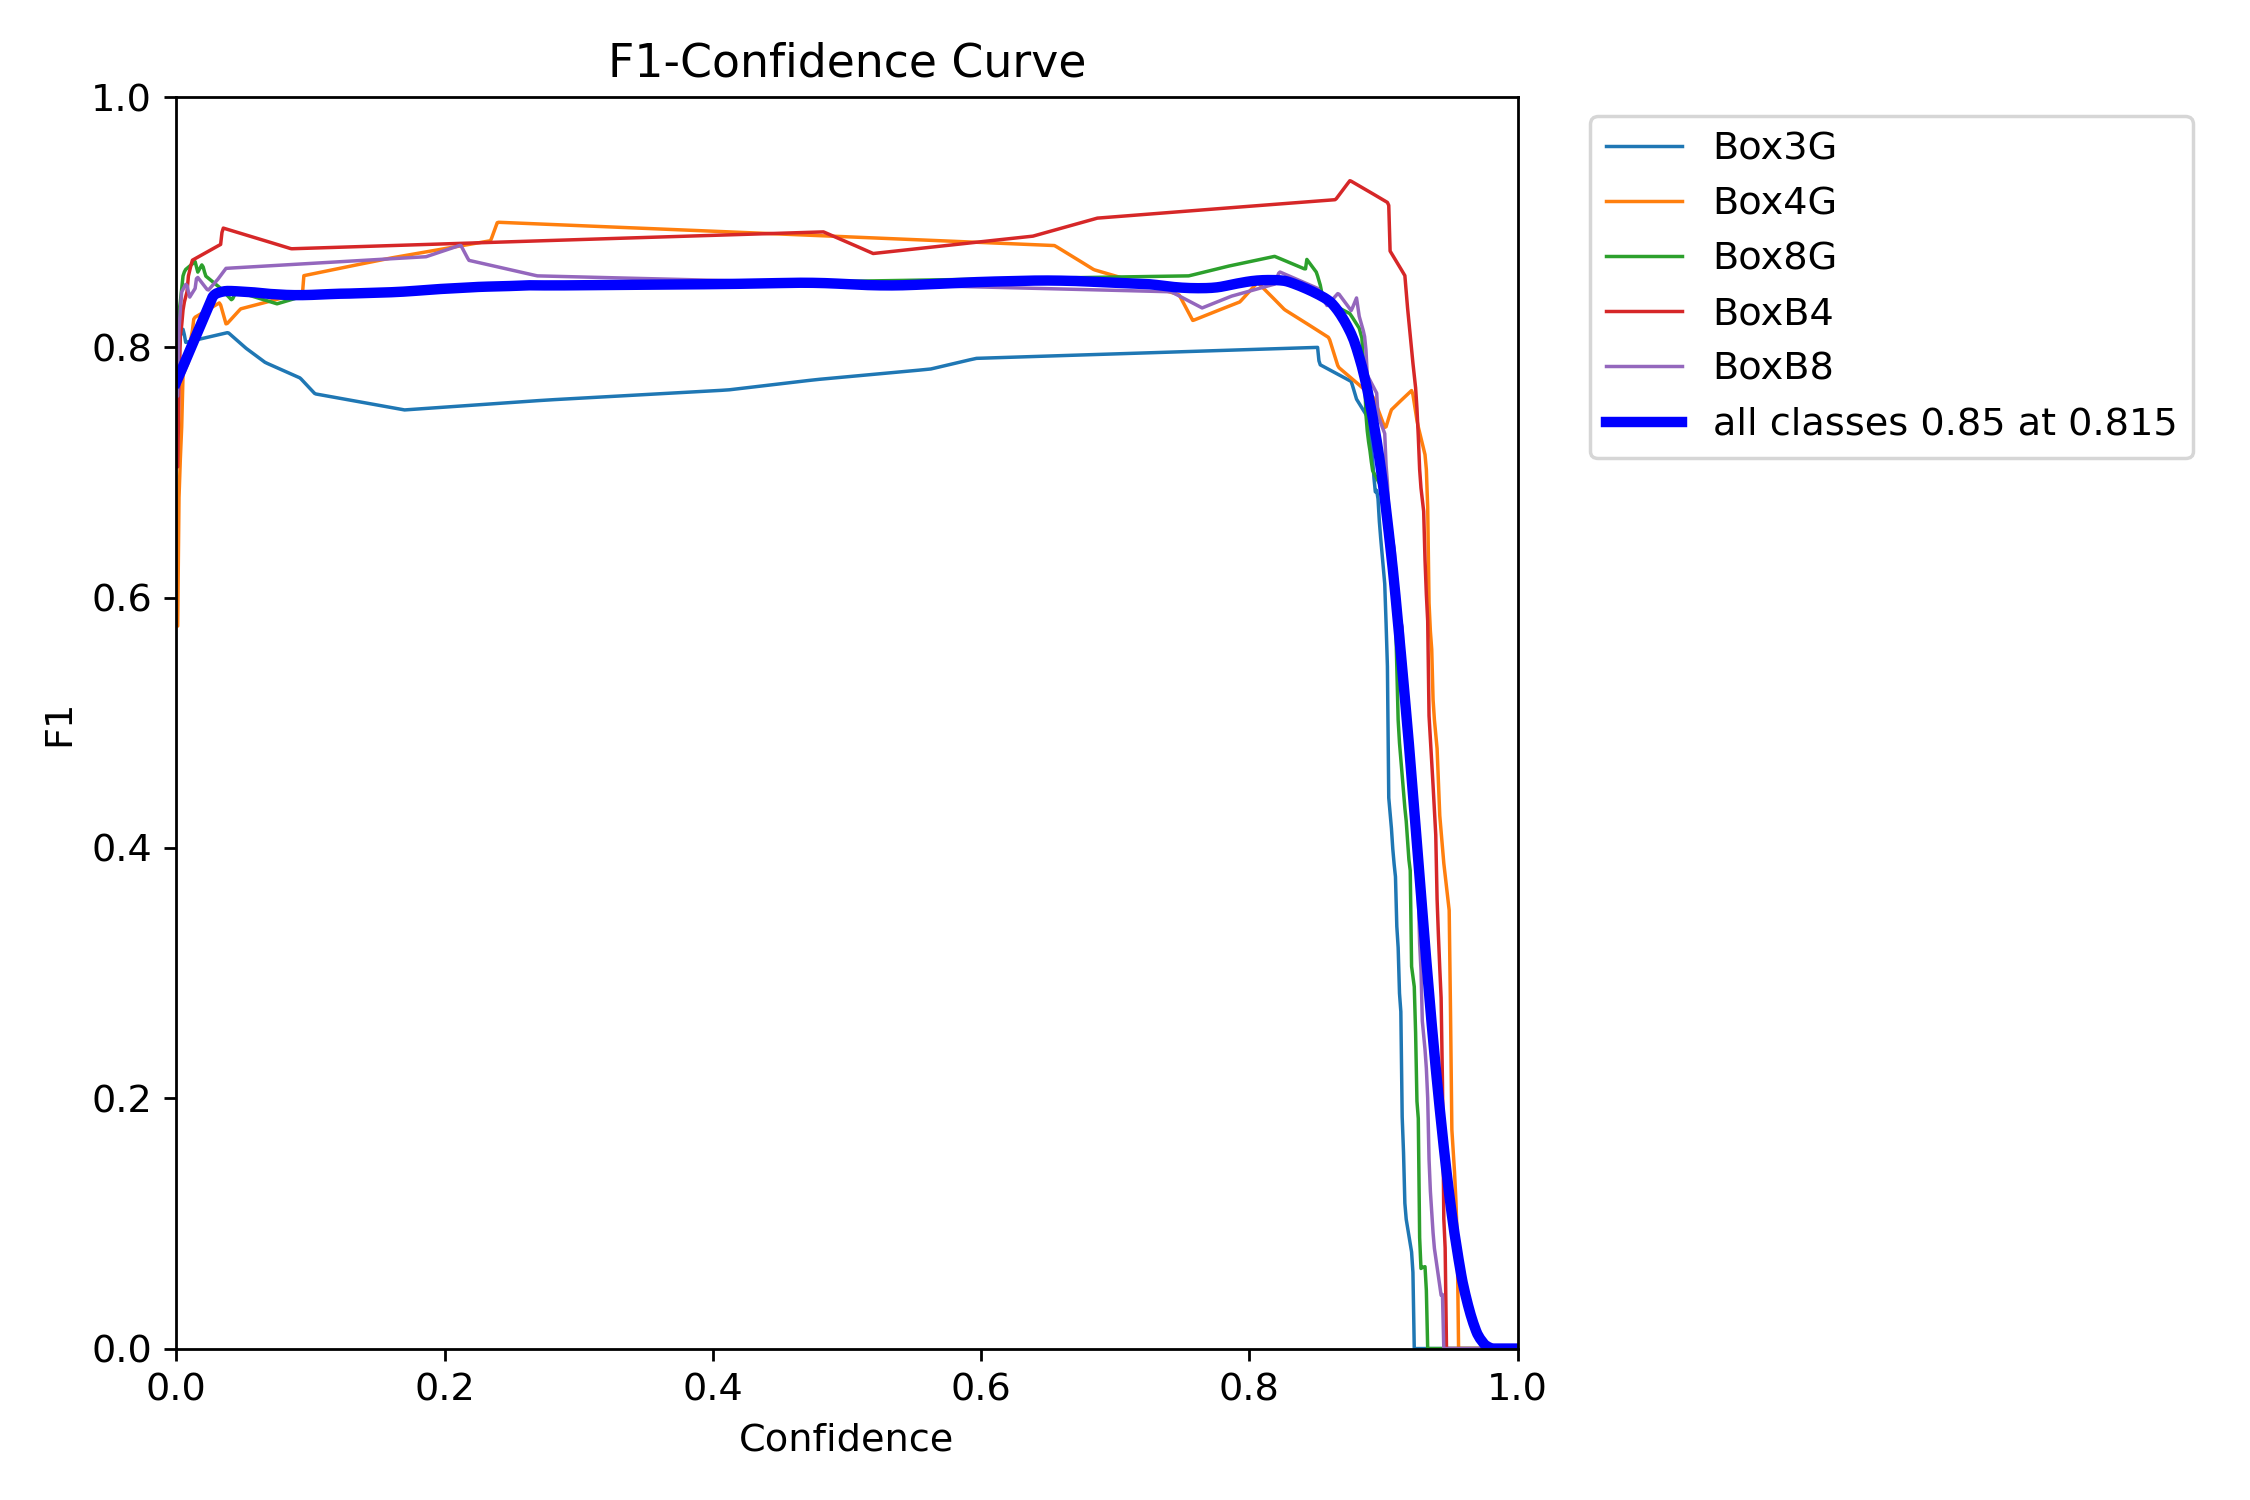 F1-Confidence Curve
1.0
0.8
0.6
0.4
0.2
0.0
F1
0.0 0.2 0.4 0.6 0.8 1.0
Confidence
Box3G
Box4G
Box8G
BoxB4
BoxB8
all classes 0.85 at 0.815